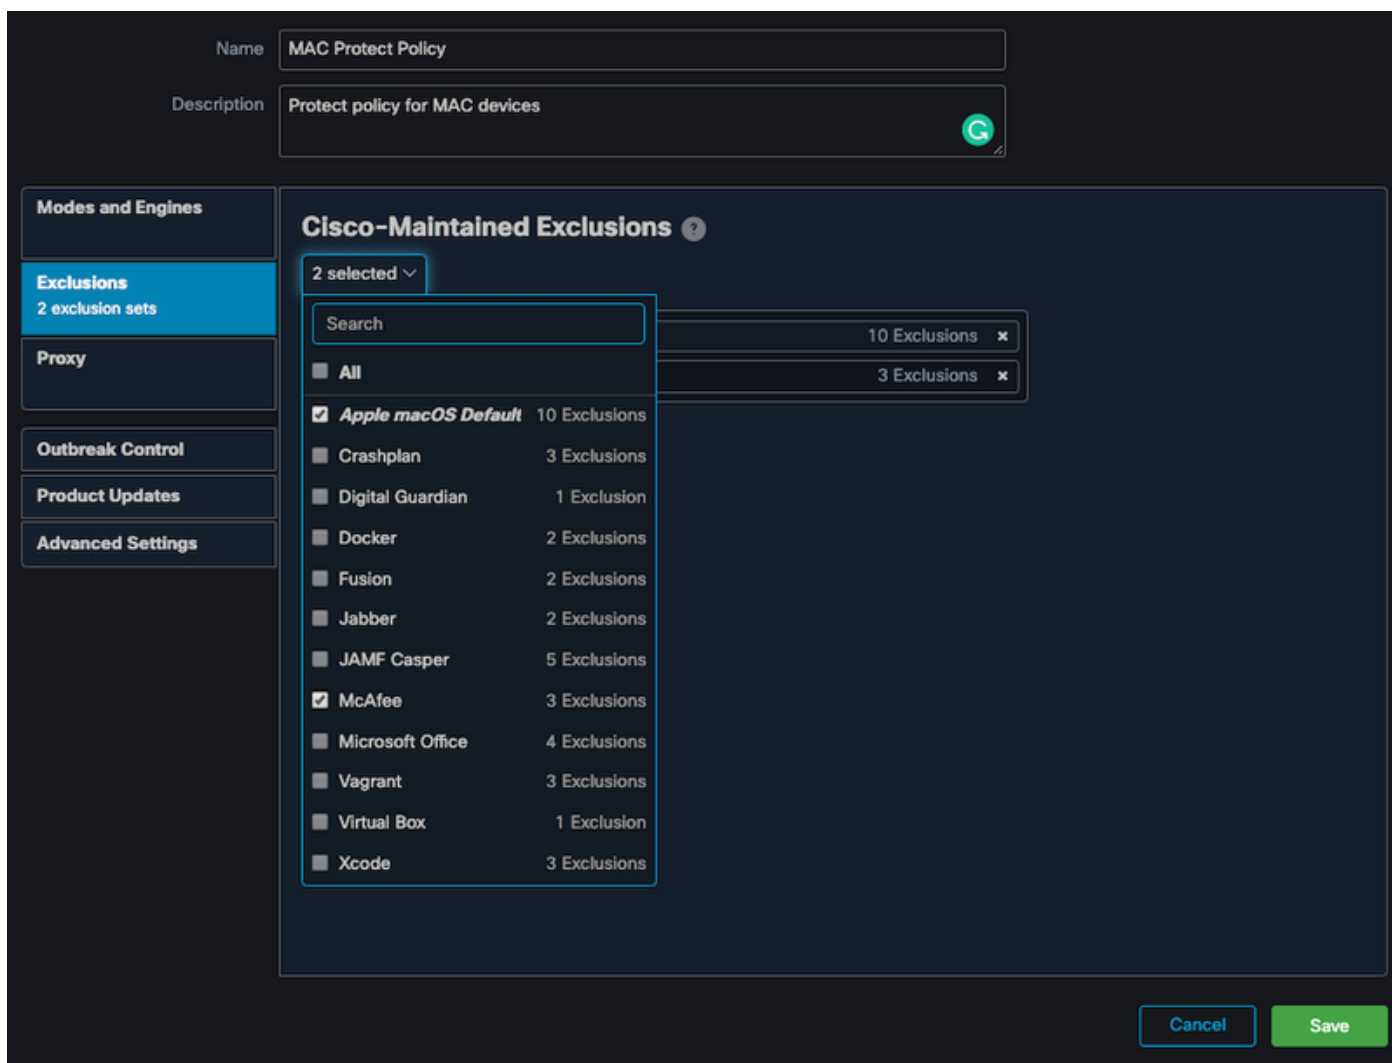 Name
MAC Protect Policy
Description
Protect policy for MAC devices
Modes and Engines
Exclusions
2 exclusion sets
Proxy
Outbreak Control
Product Updates
Advanced Settings
Cisco-Maintained Exclusions ?
2 selected
Search
All
Apple macOS Default 10 Exclusions
Crashplan 3 Exclusions
Digital Guardian 1 Exclusion
Docker 2 Exclusions
Fusion 2 Exclusions
Jabber 2 Exclusions
JAMF Casper 5 Exclusions
McAfee 3 Exclusions
Microsoft Office 4 Exclusions
Vagrant 3 Exclusions
Virtual Box 1 Exclusion
Xcode 3 Exclusions
10 Exclusions ×
3 Exclusions ×
Cancel
Save